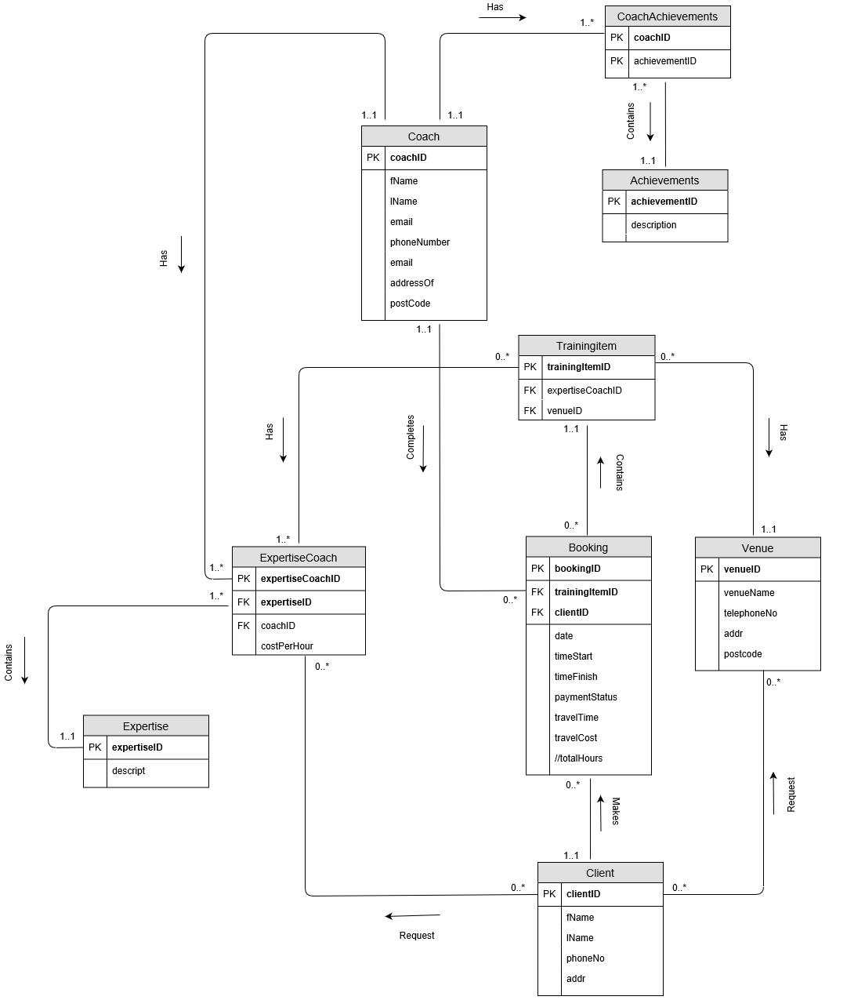 Has
1..*
CoachAchievements
PK coachID
PK achievementID
1..*
Contains
1..1
Achievements
PK achievementID
description
1..1
1..1
Coach
PK coachID
fName
lName
email
phoneNumber
email
addressOf
postCode
1..1
Has
0..*
Trainingitem
PK trainingItemID
FK expertiseCoachID
FK venueID
0..*
1..1
Has
Completes
Contains
Has
1..*
0..*
1..1
ExpertiseCoach
PK expertiseCoachID
FK expertiseID
FK coachID
costPerHour
1..*
1..*
0..*
Booking
PK bookingID
FK trainingItemID
FK clientID
date
timeStart
timeFinish
paymentStatus
travelTime
travelCost
//totalHours
0..*
0..*
Venue
PK venueID
venueName
telephoneNo
addr
postcode
0..*
Contains
1..1
Expertise
PK expertiseID
descript
Makes
Request
1..1
Client
PK clientID
fName
lName
phoneNo
addr
0..*
0..*
Request